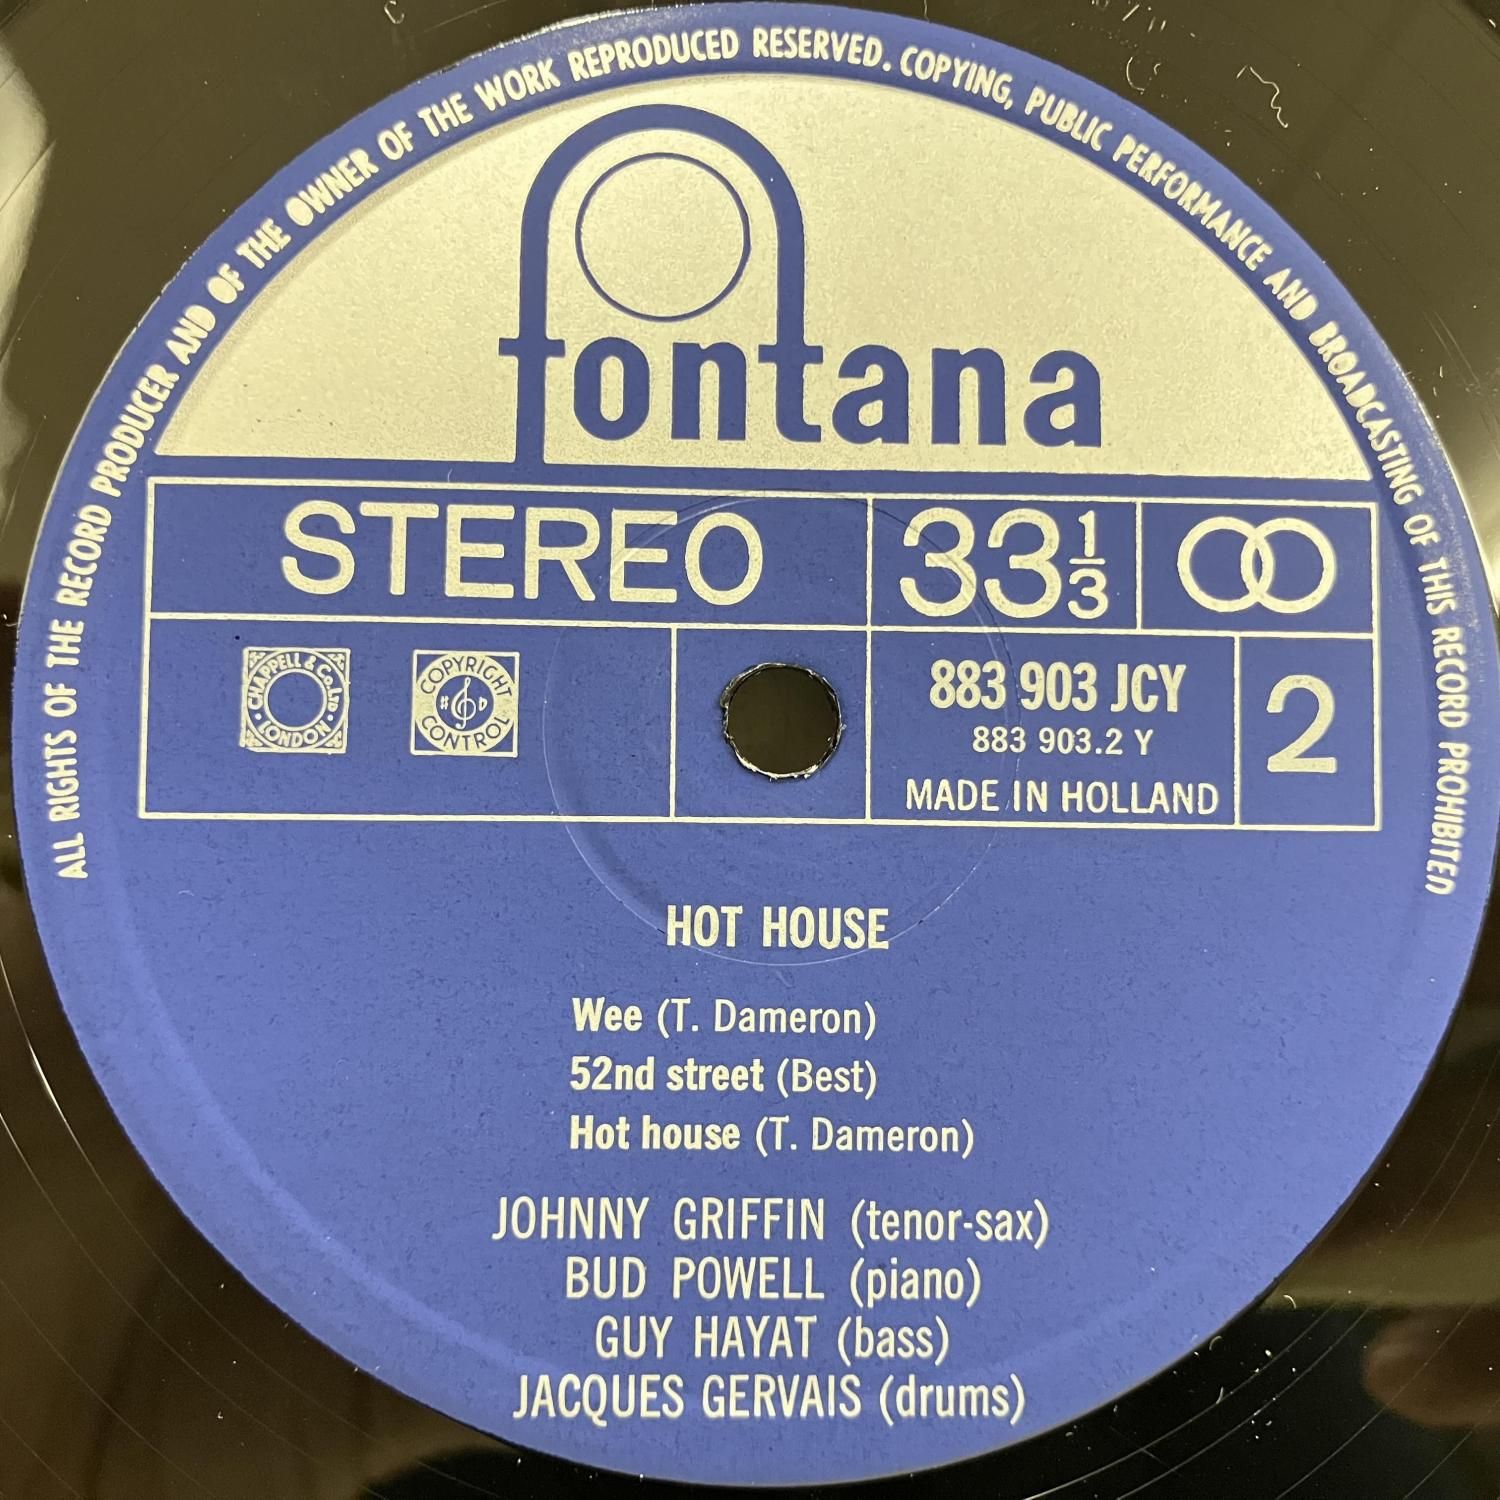 ALL RIGHTS OF THE RECORD PRODUCER AND OF THE OWNER OF THE WORK REPRODUCED RESERVED. COPYING, PUBLIC PERFORMANCE AND BROADCASTING OF THIS RECORD PROHIBITED
fontana
STEREO 33 1/3
CHAPPELL & Co. Ltd · LONDON ·
COPYRIGHT CONTROL
883 903 JCY
883 903.2 Y
MADE IN HOLLAND
2
HOT HOUSE
Wee (T. Dameron)
52nd street (Best)
Hot house (T. Dameron)
JOHNNY GRIFFIN (tenor-sax)
BUD POWELL (piano)
GUY HAYAT (bass)
JACQUES GERVAIS (drums)